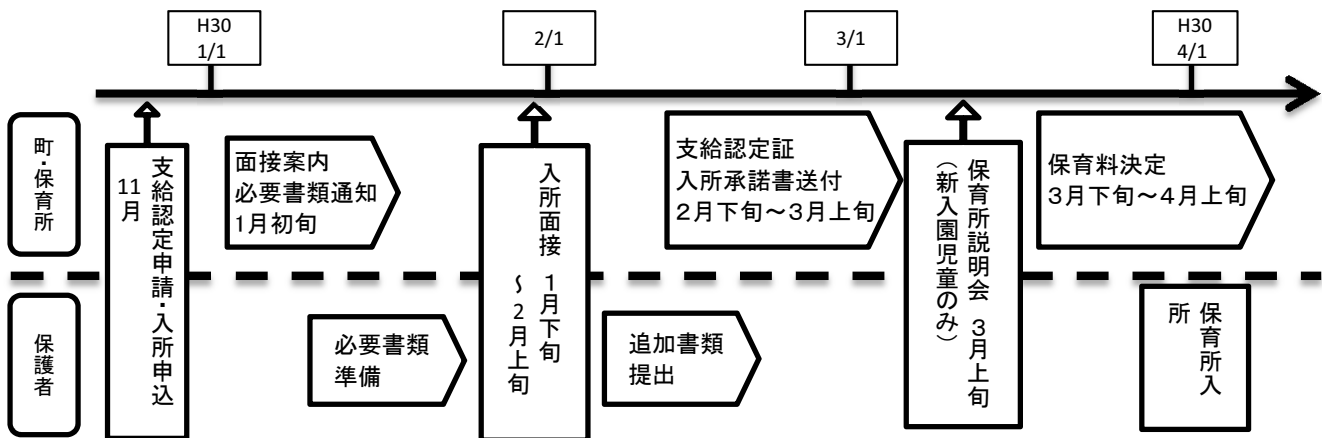 H30
1/1
2/1
3/1
H30
4/1
町・保育所
支給認定申請・入所申込
11月
面接案内
必要書類通知
1月初旬
入所面接 1月下旬
～2月上旬
支給認定証
入所承諾書送付
2月下旬～3月上旬
保育所説明会 3月上旬
（新入園児童のみ）
保育料決定
3月下旬～4月上旬
保護者
必要書類
準備
追加書類
提出
保育所入
所